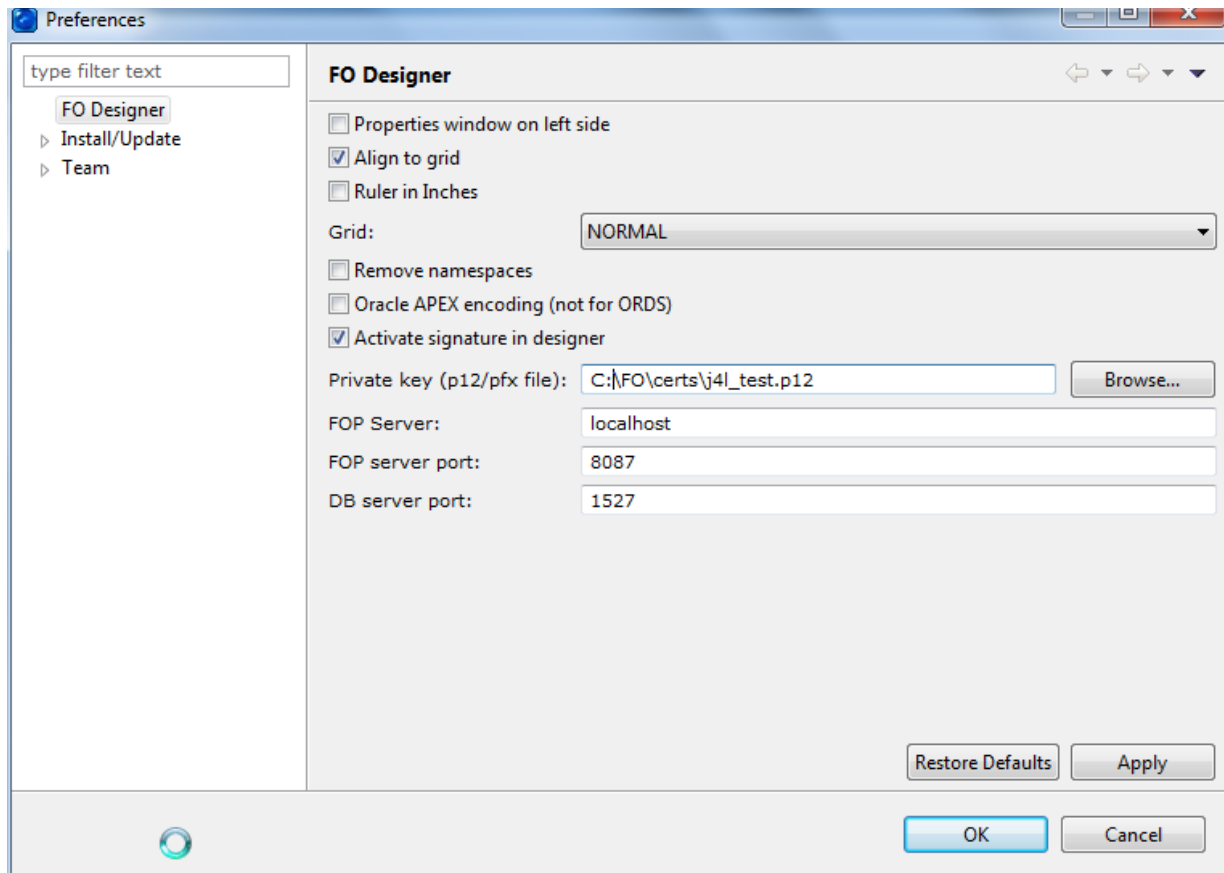 Preferences
type filter text
FO Designer
Install/Update
Team
FO Designer
Properties window on left side
Align to grid
Ruler in Inches
Grid: NORMAL
Remove namespaces
Oracle APEX encoding (not for ORDS)
Activate signature in designer
Private key (p12/pfx file): C:\FO\certs\j4l_test.p12 Browse...
FOP Server: localhost
FOP server port: 8087
DB server port: 1527
Restore Defaults Apply
OK Cancel